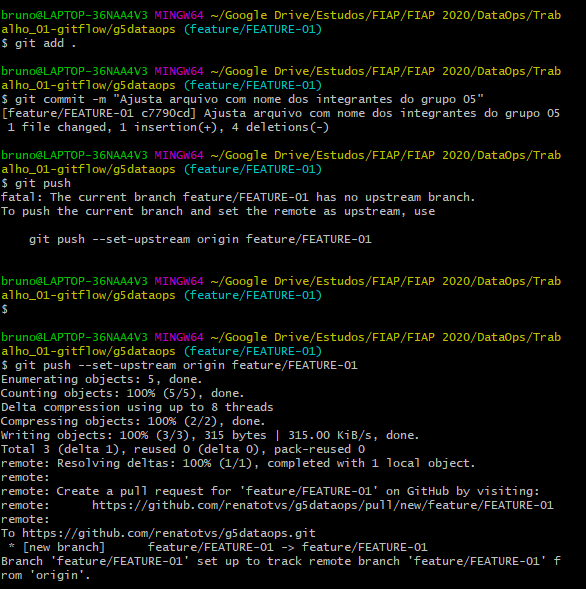 bruno@LAPTOP-36NAA4V3 MINGW64 ~/Google Drive/Estudos/FIAP/FIAP 2020/DataOps/Trab
alho_01-gitflow/g5dataops (feature/FEATURE-01)
$ git add .
bruno@LAPTOP-36NAA4V3 MINGW64 ~/Google Drive/Estudos/FIAP/FIAP 2020/DataOps/Trab
alho_01-gitflow/g5dataops (feature/FEATURE-01)
$ git commit -m "Ajusta arquivo com nome dos integrantes do grupo 05"
[feature/FEATURE-01 c7790cd] Ajusta arquivo com nome dos integrantes do grupo 05
 1 file changed, 1 insertion(+), 4 deletions(-)
bruno@LAPTOP-36NAA4V3 MINGW64 ~/Google Drive/Estudos/FIAP/FIAP 2020/DataOps/Trab
alho_01-gitflow/g5dataops (feature/FEATURE-01)
$ git push
fatal: The current branch feature/FEATURE-01 has no upstream branch.
To push the current branch and set the remote as upstream, use
    git push --set-upstream origin feature/FEATURE-01
bruno@LAPTOP-36NAA4V3 MINGW64 ~/Google Drive/Estudos/FIAP/FIAP 2020/DataOps/Trab
alho_01-gitflow/g5dataops (feature/FEATURE-01)
$
bruno@LAPTOP-36NAA4V3 MINGW64 ~/Google Drive/Estudos/FIAP/FIAP 2020/DataOps/Trab
alho_01-gitflow/g5dataops (feature/FEATURE-01)
$ git push --set-upstream origin feature/FEATURE-01
Enumerating objects: 5, done.
Counting objects: 100% (5/5), done.
Delta compression using up to 8 threads
Compressing objects: 100% (2/2), done.
Writing objects: 100% (3/3), 315 bytes | 315.00 KiB/s, done.
Total 3 (delta 1), reused 0 (delta 0), pack-reused 0
remote: Resolving deltas: 100% (1/1), completed with 1 local object.
remote:
remote: Create a pull request for 'feature/FEATURE-01' on GitHub by visiting:
remote:      https://github.com/renatotvs/g5dataops/pull/new/feature/FEATURE-01
remote:
To https://github.com/renatotvs/g5dataops.git
 * [new branch]      feature/FEATURE-01 -> feature/FEATURE-01
Branch 'feature/FEATURE-01' set up to track remote branch 'feature/FEATURE-01' f
rom 'origin'.